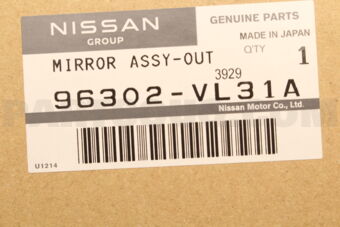 NISSAN
GROUP
GENUINE PARTS
MADE IN JAPAN
Q'TY 1
MIRROR ASSY-OUT
3929
96302-VL31A
Nissan Motor Co., Ltd.
U1214